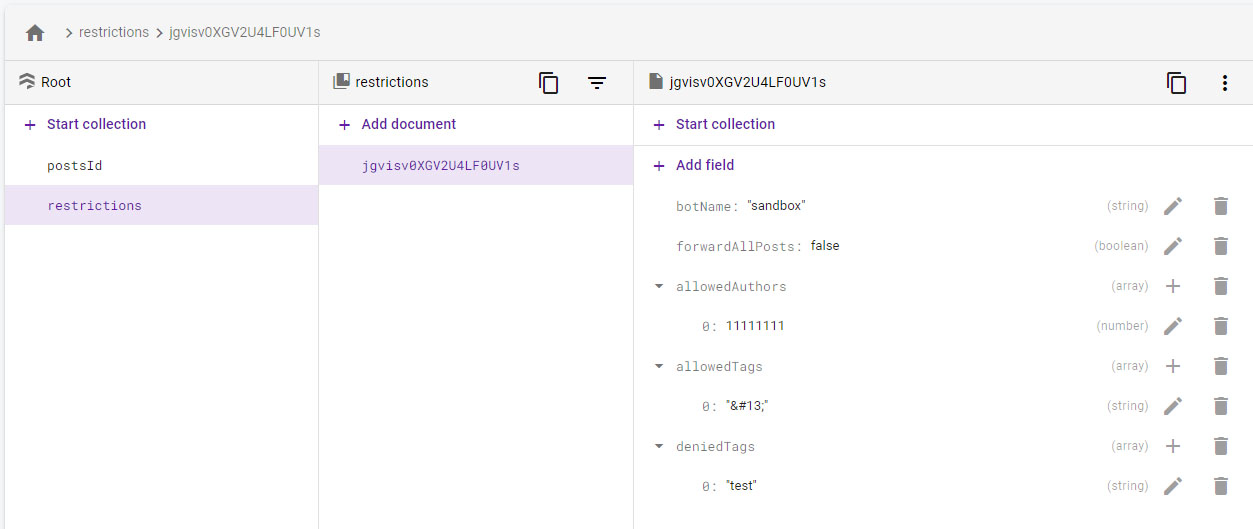 restrictions jgvisv0XGV2U4LF0UV1s
Root
Start collection
postsId
restrictions
restrictions
Add document
jgvisv0XGV2U4LF0UV1s
jgvisv0XGV2U4LF0UV1s
Start collection
Add field
botName: "sandbox" (string)
forwardAllPosts: false (boolean)
allowedAuthors (array)
0: 11111111 (number)
allowedTags (array)
0: "&#13;" (string)
deniedTags (array)
0: "test" (string)